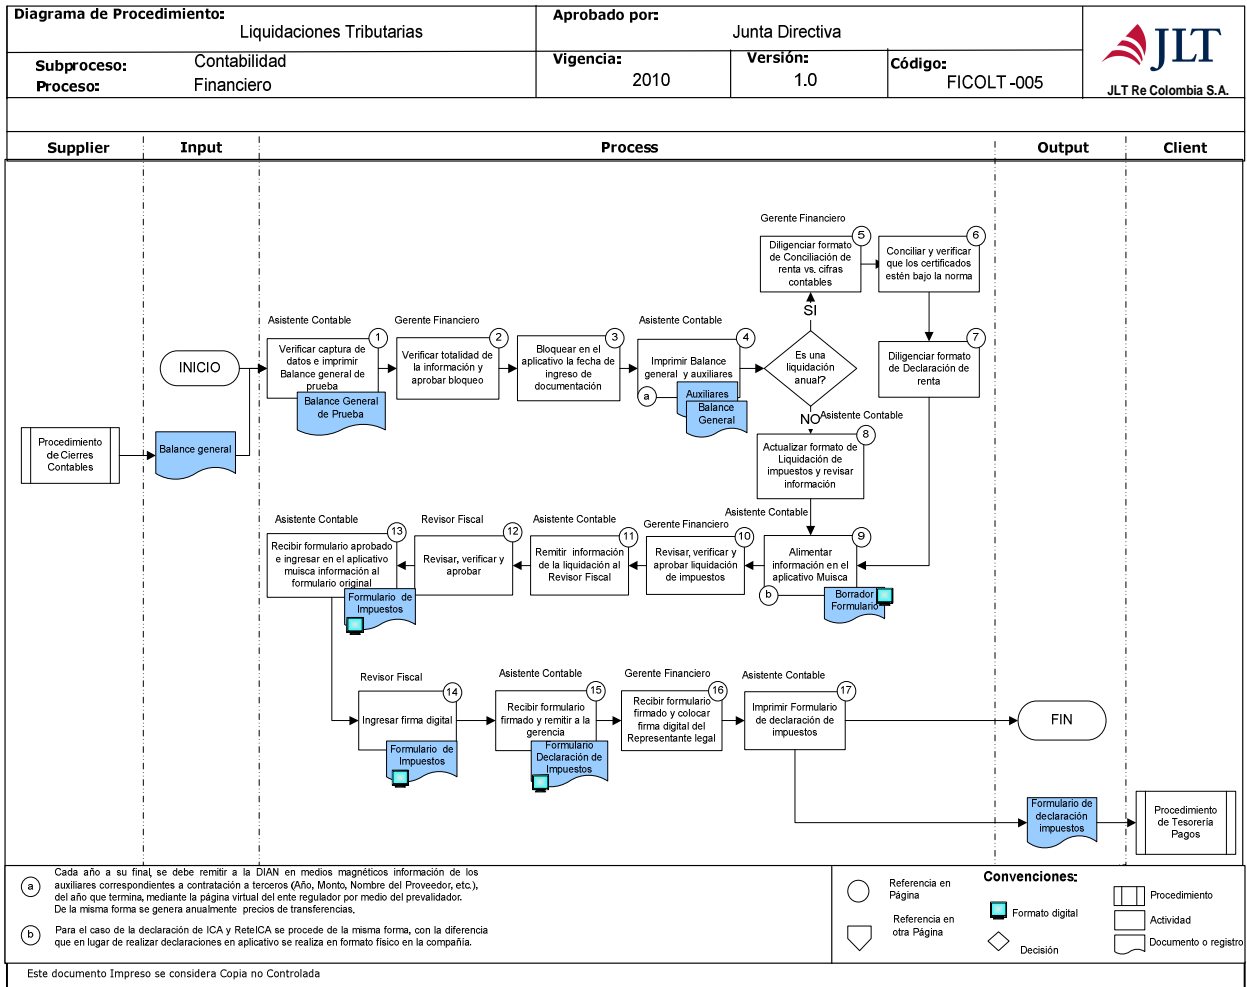 Diagrama de Procedimiento:
Liquidaciones Tributarias
Aprobado por:
Junta Directiva
Subproceso:
Contabilidad
Proceso:
Financiero
Vigencia:
2010
Versión:
1.0
Código:
FICOLT -005
JLT
JLT Re Colombia S.A.
Supplier
Input
Process
Output
Client
Gerente Financiero
5
Diligenciar formato
de Conciliación de
renta vs. cifras
contables
6
Conciliar y verificar
que los certificados
estén bajo la norma
SI
INICIO
Asistente Contable
1
Verificar captura de
datos e imprimir
Balance general de
prueba
Balance General
de Prueba
Gerente Financiero
2
Verificar totalidad de
la información y
aprobar bloqueo
3
Bloquear en el
aplicativo la fecha de
ingreso de
documentación
Asistente Contable
4
Imprimir Balance
general y auxiliares
a
Auxiliares
Balance
General
Es una
liquidación
anual?
7
Diligenciar formato
de Declaración de
renta
NO
Asistente Contable
8
Actualizar formato de
Liquidación de
impuestos y revisar
información
Procedimiento
de Cierres
Contables
Balance general
Asistente Contable
13
Recibir formulario aprobado
e ingresar en el aplicativo
muisca información al
formulario original
Formulario de
Impuestos
Revisor Fiscal
12
Revisar, verificar y
aprobar
Asistente Contable
11
Remitir información
de la liquidación al
Revisor Fiscal
Gerente Financiero
10
Revisar, verificar y
aprobar liquidación
de impuestos
Asistente Contable
9
Alimentar
información en el
aplicativo Muisca
b
Borrador
Formulario
Revisor Fiscal
14
Ingresar firma digital
Formulario de
Impuestos
Asistente Contable
15
Recibir formulario
firmado y remitir a la
gerencia
Formulario
Declaración de
Impuestos
Gerente Financiero
16
Recibir formulario
firmado y colocar
firma digital del
Representante legal
Asistente Contable
17
Imprimir Formulario
de declaración de
impuestos
FIN
Formulario de
declaración
impuestos
Procedimiento
de Tesorería
Pagos
a
Cada año a su final, se debe remitir a la DIAN en medios magnéticos información de los
auxiliares correspondientes a contratación a terceros (Año, Monto, Nombre del Proveedor, etc.),
del año que termina, mediante la página virtual del ente regulador por medio del prevalidador.
De la misma forma se genera anualmente precios de transferencias.
b
Para el caso de la declaración de ICA y ReteICA se procede de la misma forma, con la diferencia
que en lugar de realizar declaraciones en aplicativo se realiza en formato físico en la compañía.
Convenciones:
Referencia en
Página
Referencia en
otra Página
Formato digital
Decisión
Procedimiento
Actividad
Documento o registro
Este documento Impreso se considera Copia no Controlada